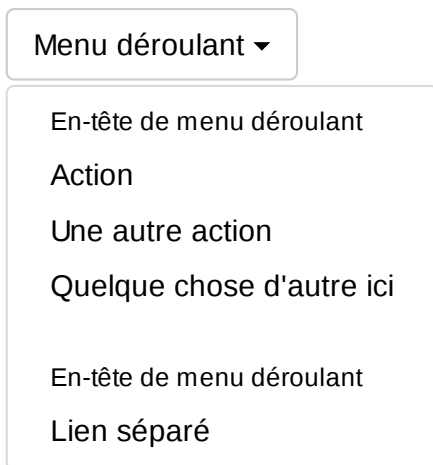 Menu déroulant
En-tête de menu déroulant
Action
Une autre action
Quelque chose d'autre ici
En-tête de menu déroulant
Lien séparé